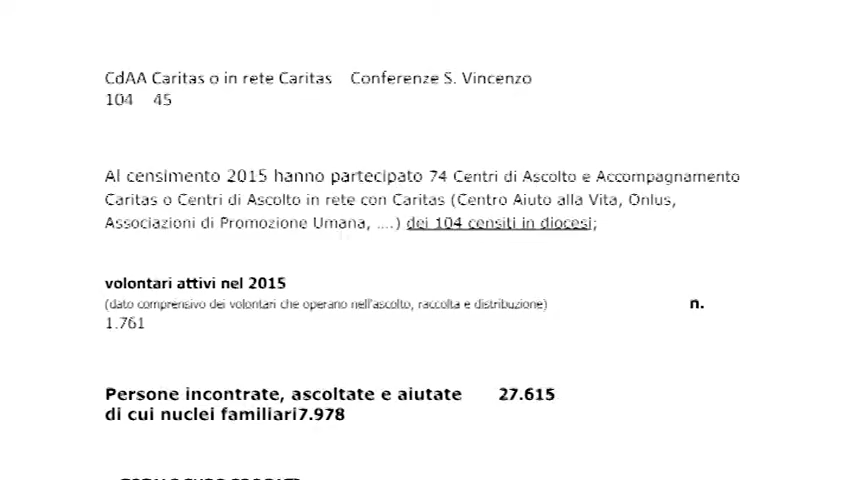 CdAA Caritas o in rete Caritas Conferenze S. Vincenzo
104 45
Al censimento 2015 hanno partecipato 74 Centri di Ascolto e Accompagnamento
Caritas o Centri di Ascolto in rete con Caritas (Centro Aiuto alla Vita, Onlus,
Associazioni di Promozione Umana, ....) dei 104 censiti in diocesi;
volontari attivi nel 2015
(dato comprensivo dei volontari che operano nell'ascolto, raccolta e distribuzione) n.
1.761
Persone incontrate, ascoltate e aiutate 27.615
di cui nuclei familiari7.978